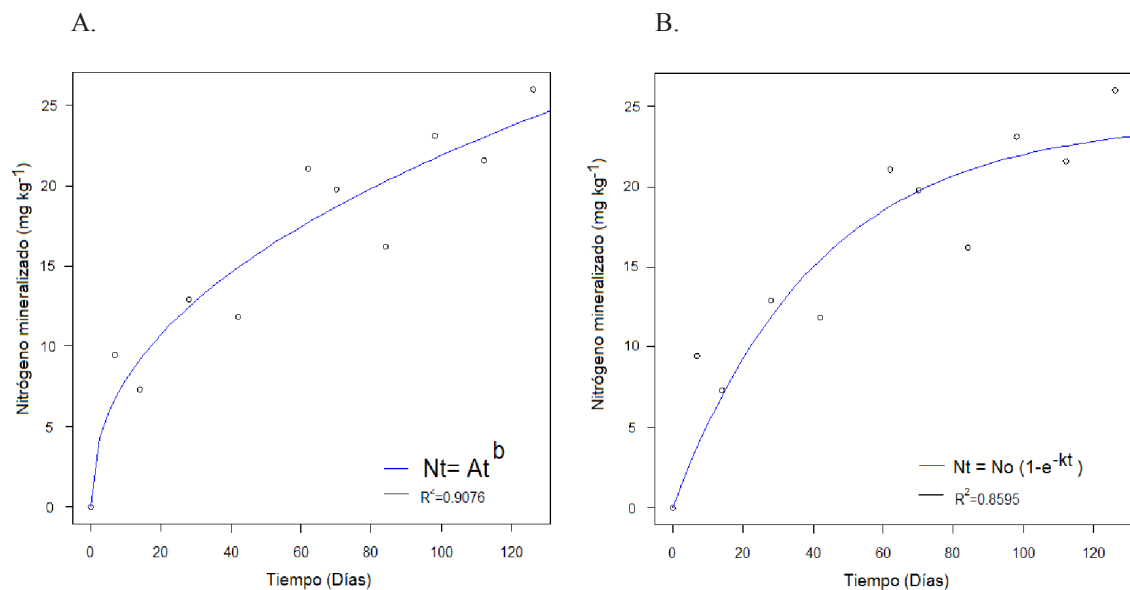 A.
B.
Nitrógeno mineralizado (mg kg-1)
25
20
15
10
5
0
Nt= At^b
R²=0.9076
0 20 40 60 80 100 120
Tiempo (Días)
Nitrógeno mineralizado (mg kg-1)
25
20
15
10
5
0
Nt = No (1-e^-kt)
R²=0.8595
0 20 40 60 80 100 120
Tiempo (Días)